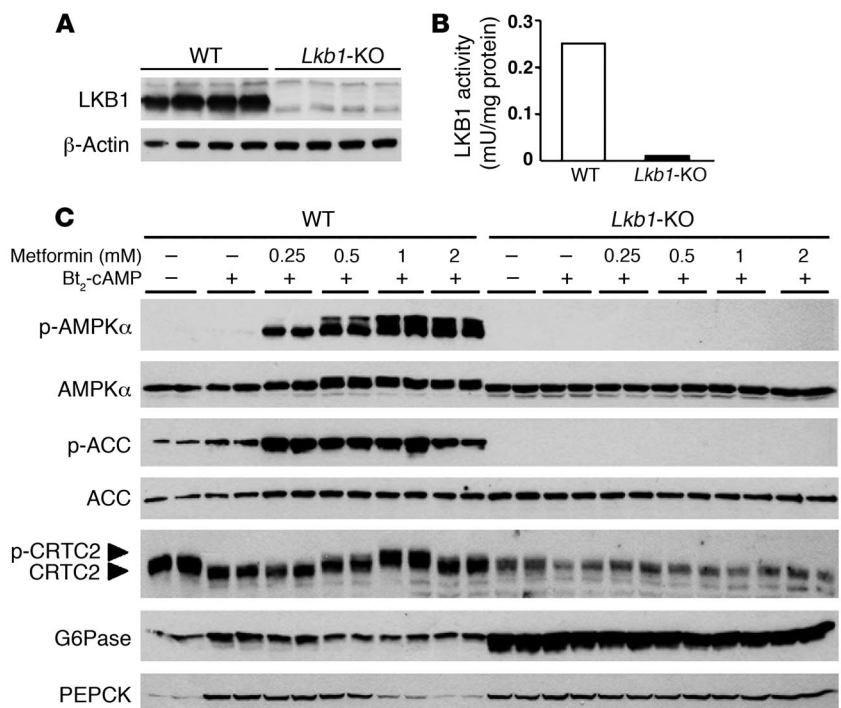 A
WT Lkb1-KO
LKB1
β-Actin
B
LKB1 activity
(mU/mg protein)
0.3
0.2
0.1
0
WT Lkb1-KO
C
WT Lkb1-KO
Metformin (mM) – – 0.25 0.5 1 2 – – 0.25 0.5 1 2
Bt₂-cAMP – + + + + + – + + + + +
p-AMPKα
AMPKα
p-ACC
ACC
p-CRTC2
CRTC2
G6Pase
PEPCK